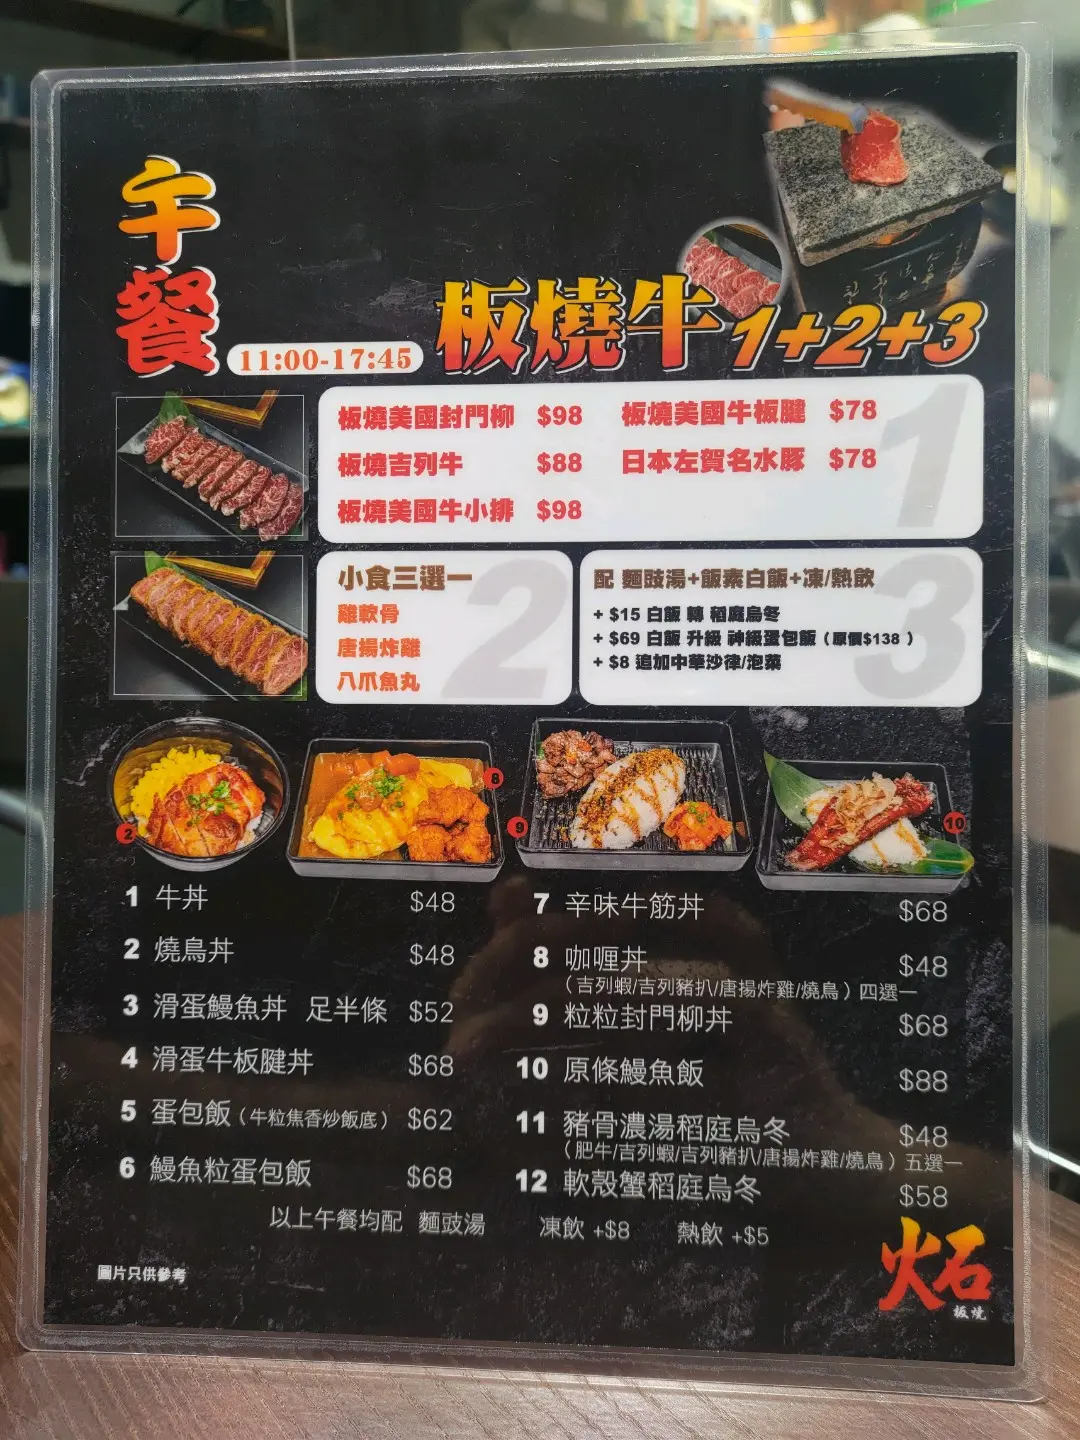 午餐
11:00-17:45
板燒牛 1+2+3
1
板燒美國封門柳 $98 板燒美國牛板腱 $78
板燒吉列牛 $88 日本左賀名水豚 $78
板燒美國牛小排 $98
2
小食三選一
雞軟骨
唐揚炸雞
八爪魚丸
3
配 麵豉湯+飯素白飯+凍/熱飲
+ $15 白飯 轉 稻庭烏冬
+ $69 白飯 升級 神級蛋包飯（原價$138 ）
+ $8 追加中華沙律/泡菜
2
8
9
10
1 牛丼 $48
2 燒鳥丼 $48
3 滑蛋鰻魚丼 足半條 $52
4 滑蛋牛板腱丼 $68
5 蛋包飯（牛粒焦香炒飯底） $62
6 鰻魚粒蛋包飯 $68
7 辛味牛筋丼 $68
8 咖喱丼 $48
（吉列蝦/吉列豬扒/唐揚炸雞/燒鳥）四選一
9 粒粒封門柳丼 $68
10 原條鰻魚飯 $88
11 豬骨濃湯稻庭烏冬 $48
（肥牛/吉列蝦/吉列豬扒/唐揚炸雞/燒鳥）五選一
12 軟殼蟹稻庭烏冬 $58
以上午餐均配 麵豉湯 凍飲 +$8 熱飲 +$5
圖片只供參考
火石
板燒